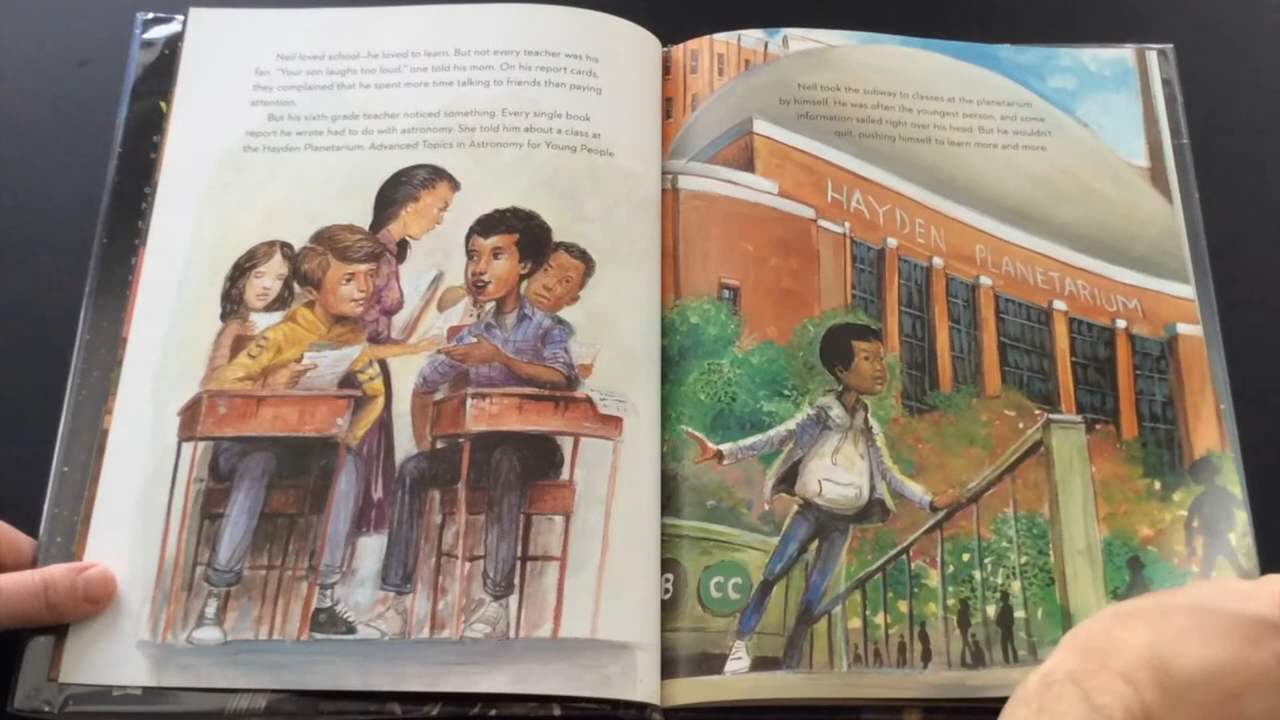 Neil loved school—he loved to learn. But not every teacher was his
fan. "Your son laughs too loud," one told his mom. On his report cards,
they complained that he spent more time talking to friends than paying
attention.
But his sixth-grade teacher noticed something. Every single book
report he wrote had to do with astronomy. She told him about a class at
the Hayden Planetarium: Advanced Topics in Astronomy for Young People.
Neil took the subway to classes at the planetarium
by himself. He was often the youngest person, and some
information sailed right over his head. But he wouldn't
quit, pushing himself to learn more and more.
HAYDEN PLANETARIUM
B CC